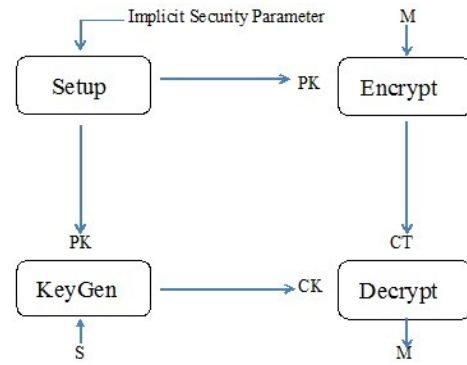 Implicit Security Parameter
M
Setup
PK
Encrypt
PK
CT
KeyGen
CK
Decrypt
S
M